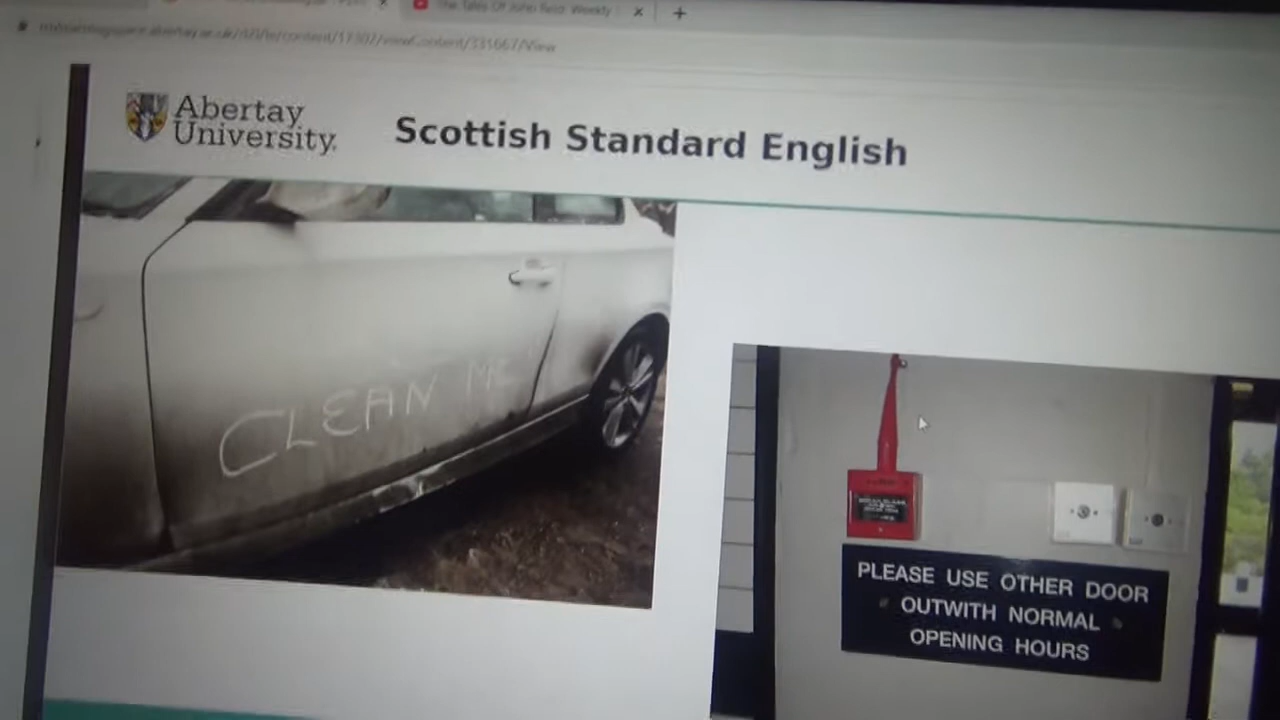 Abertay
University.
Scottish Standard English
CLEAN ME
PLEASE USE OTHER DOOR
OUTWITH NORMAL
OPENING HOURS